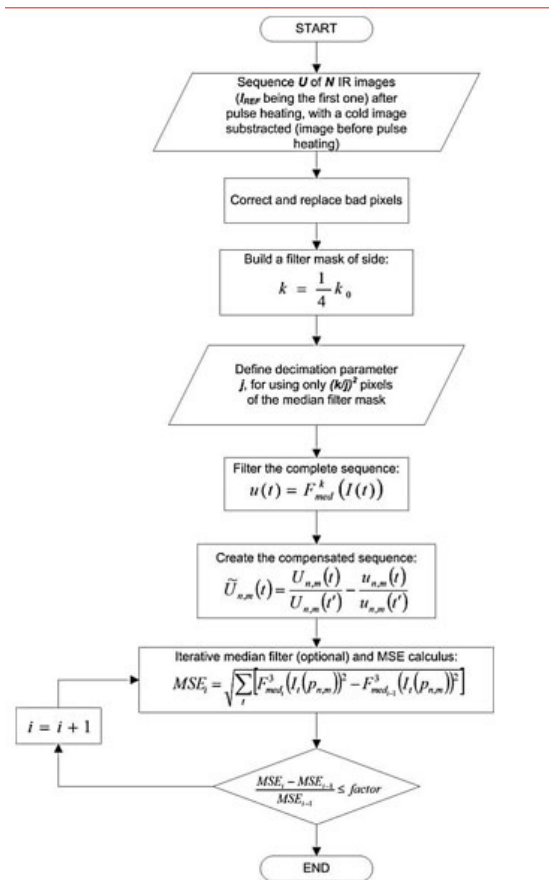 START
Sequence U of N IR images
(I_REF being the first one) after
pulse heating, with a cold image
substracted (image before pulse
heating)
Correct and replace bad pixels
Build a filter mask of side:
k = 1/4 k_0
Define decimation parameter
j, for using only (k/j)² pixels
of the median filter mask
Filter the complete sequence:
u(t) = F_med^k (I(t))
Create the compensated sequence:
Ũ_n,m(t) = U_n,m(t)/U_n,m(t') − u_n,m(t)/u_n,m(t')
Iterative median filter (optional) and MSE calculus:
MSE_i = √∑_t [F³_med_i (I_t(p_n,m))² − F³_med_i-1 (I_t(p_n,m))²]
i = i + 1
MSE_i − MSE_i-1 / MSE_i-1 ≤ factor
END